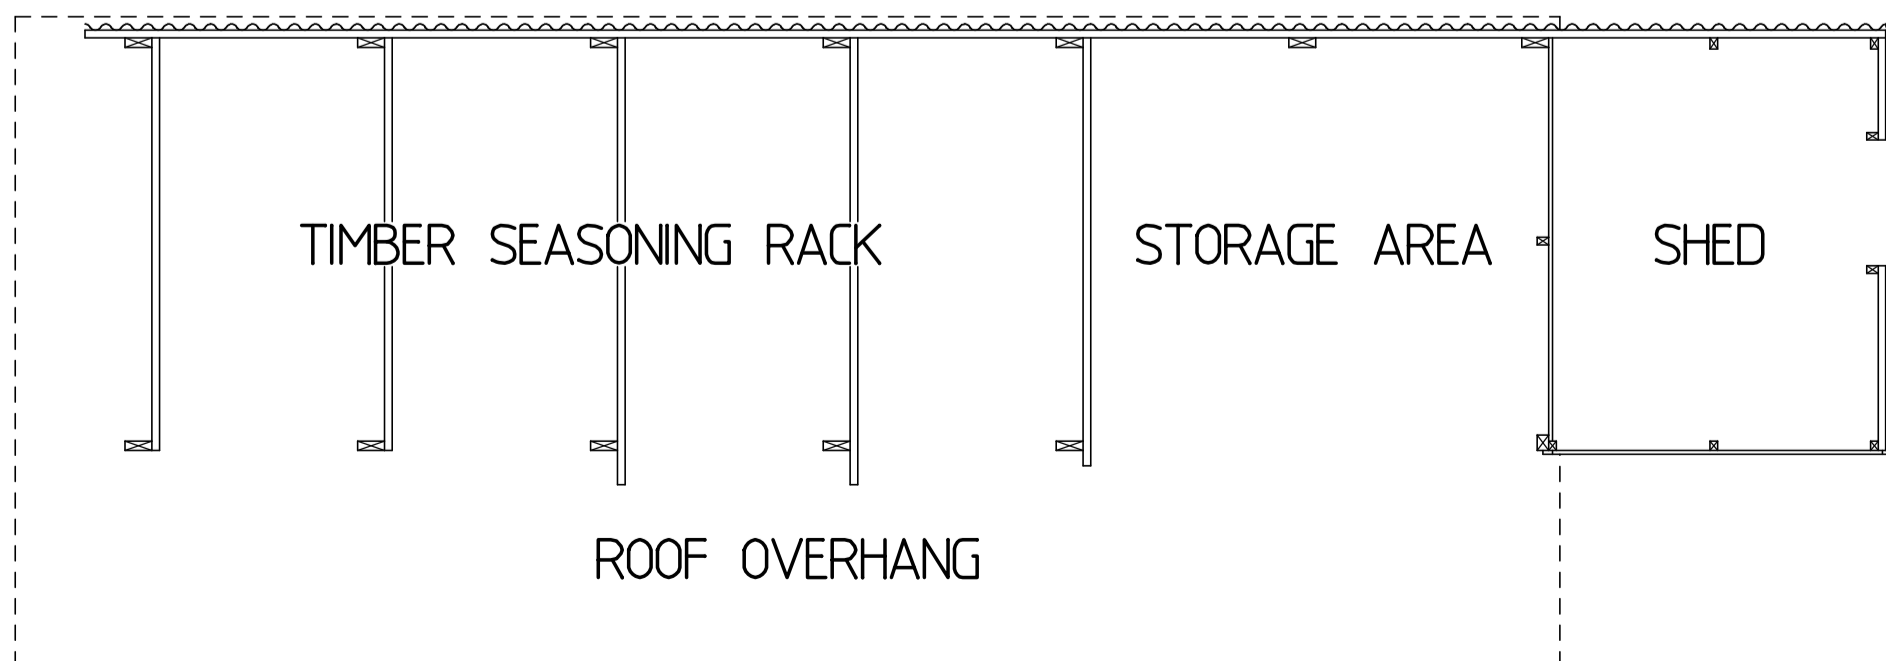 TIMBER SEASONING RACK
STORAGE AREA
SHED
ROOF OVERHANG